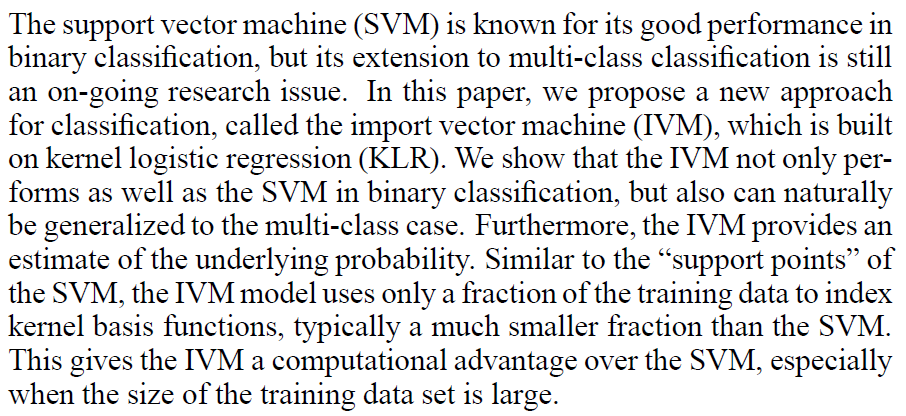 The support vector machine (SVM) is known for its good performance in
binary classification, but its extension to multi-class classification is still
an on-going research issue. In this paper, we propose a new approach
for classification, called the import vector machine (IVM), which is built
on kernel logistic regression (KLR). We show that the IVM not only per-
forms as well as the SVM in binary classification, but also can naturally
be generalized to the multi-class case. Furthermore, the IVM provides an
estimate of the underlying probability. Similar to the “support points” of
the SVM, the IVM model uses only a fraction of the training data to index
kernel basis functions, typically a much smaller fraction than the SVM.
This gives the IVM a computational advantage over the SVM, especially
when the size of the training data set is large.